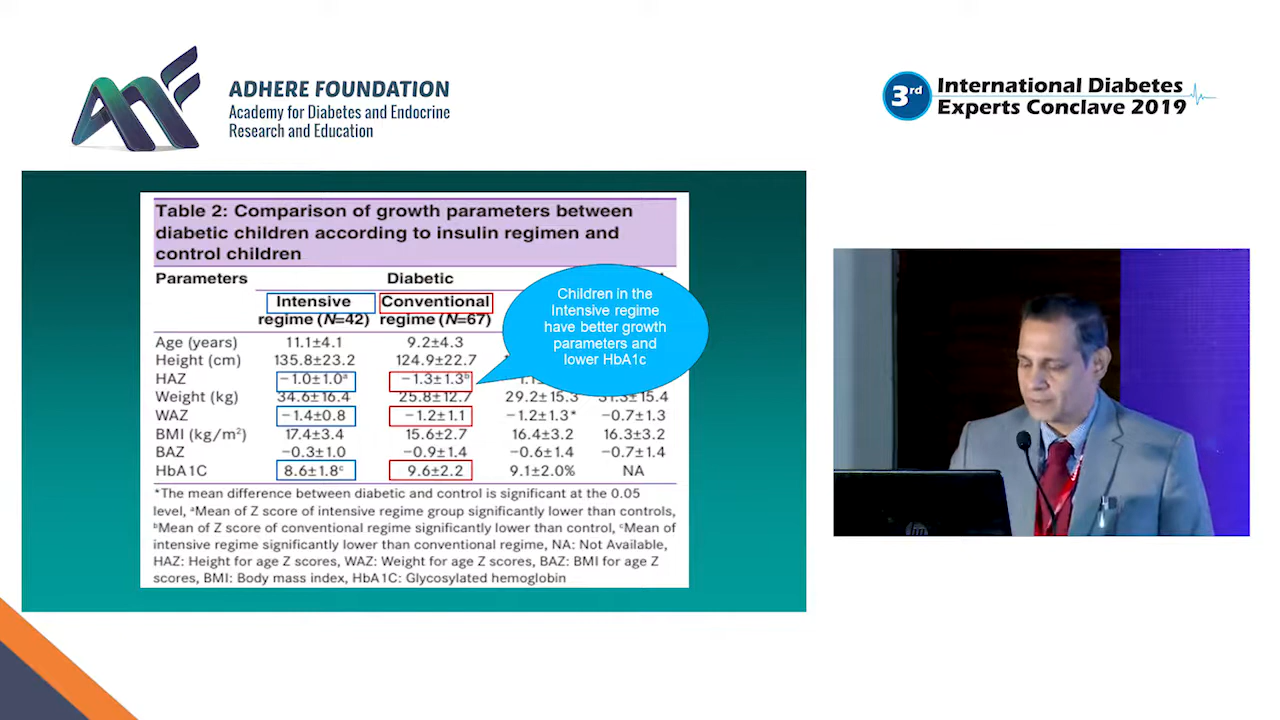 ADHERE FOUNDATION
Academy for Diabetes and Endocrine
Research and Education
3rd International Diabetes
Experts Conclave 2019
Table 2: Comparison of growth parameters between
diabetic children according to insulin regimen and
control children
Parameters Diabetic
Intensive Conventional
regime (N=42) regime (N=67)
Children in the
Intensive regime
have better growth
parameters and
lower HbA1c
Age (years) 11.1±4.1 9.2±4.3
Height (cm) 135.8±23.2 124.9±22.7
HAZ −1.0±1.0ᵃ −1.3±1.3ᵇ
Weight (kg) 34.6±16.4 25.8±12.7 29.2±15.3 31.3±15.4
WAZ −1.4±0.8 −1.2±1.1 −1.2±1.3* −0.7±1.3
BMI (kg/m²) 17.4±3.4 15.6±2.7 16.4±3.2 16.3±3.2
BAZ −0.3±1.0 −0.9±1.4 −0.6±1.4 −0.7±1.4
HbA1C 8.6±1.8ᶜ 9.6±2.2 9.1±2.0% NA
*The mean difference between diabetic and control is significant at the 0.05
level, ᵃMean of Z score of intensive regime group significantly lower than controls,
ᵇMean of Z score of conventional regime significantly lower than control, ᶜMean of
intensive regime significantly lower than conventional regime, NA: Not Available,
HAZ: Height for age Z scores, WAZ: Weight for age Z scores, BAZ: BMI for age Z
scores, BMI: Body mass index, HbA1C: Glycosylated hemoglobin
hp